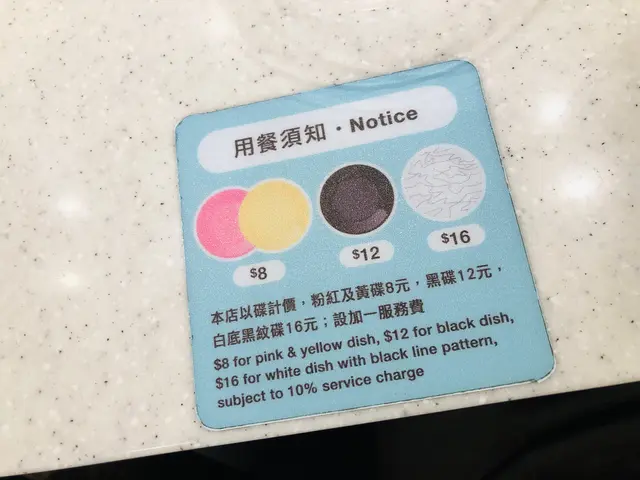 用餐須知・Notice
$8
$12
$16
本店以碟計價，粉紅及黃碟8元，黑碟12元，
白底黑紋碟16元；設加一服務費
$8 for pink & yellow dish, $12 for black dish,
$16 for white dish with black line pattern,
subject to 10% service charge